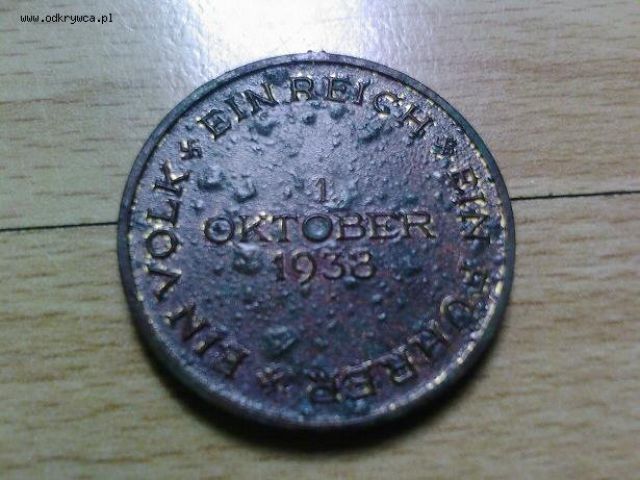 www.odkrywca.pl
EIN VOLK EIN REICH EIN FÜHRER
1
OKTOBER
1938